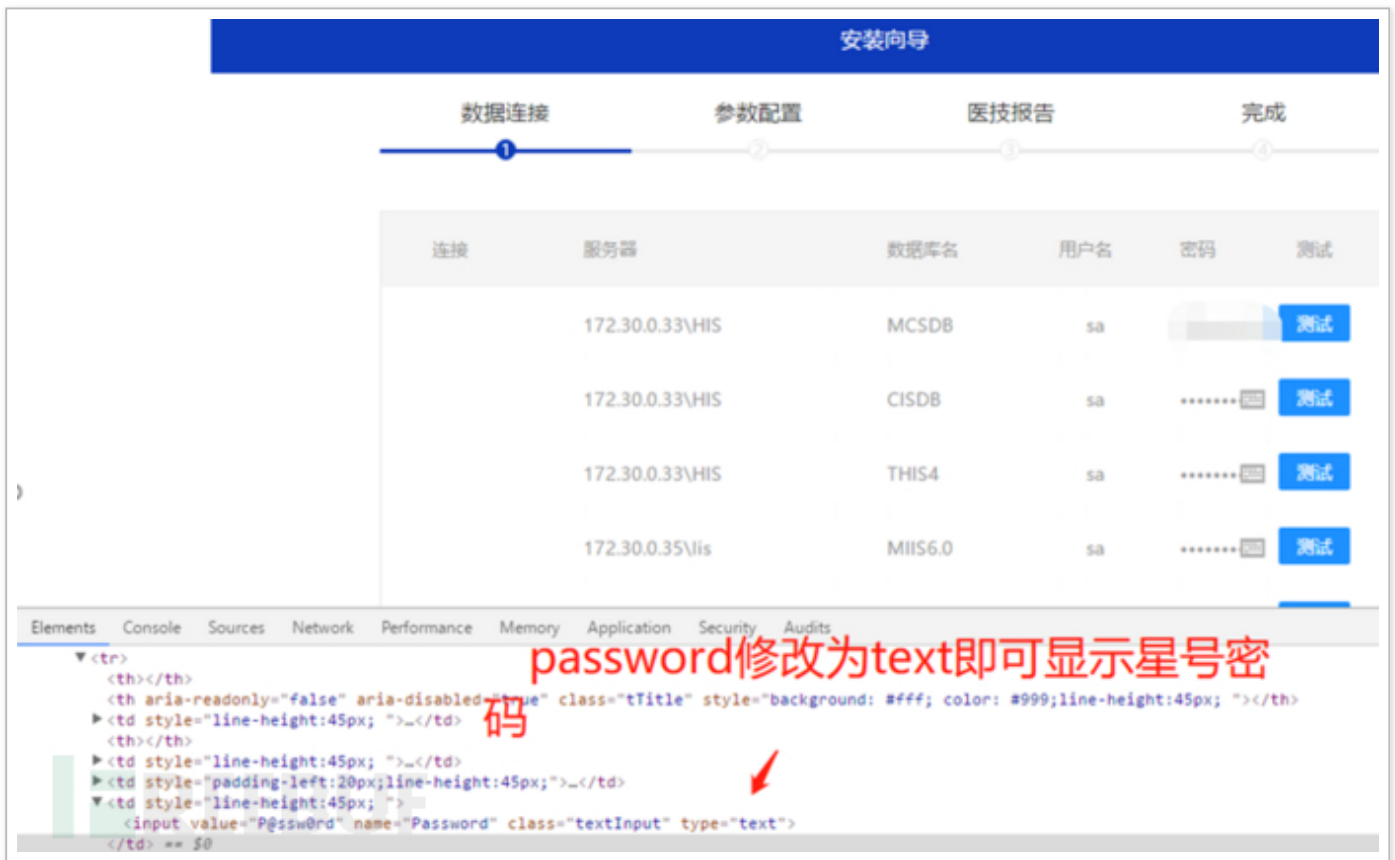 安装向导
数据连接 参数配置 医技报告 完成
1 2 3 4
连接 服务器 数据库名 用户名 密码 测试
172.30.0.33\HIS MCSDB sa 测试
172.30.0.33\HIS CISDB sa ••••••• 测试
172.30.0.33\HIS THIS4 sa ••••••• 测试
172.30.0.35\lis MIIS6.0 sa ••••••• 测试
Elements Console Sources Network Performance Memory Application Security Audits
password修改为text即可显示星号密
码
▼<tr>
<th></th>
<th aria-readonly="false" aria-disabled="true" class="tTitle" style="background: #fff; color: #999;line-height:45px; "></th>
▶<td style="line-height:45px; ">…</td>
<th></th>
▶<td style="line-height:45px; ">…</td>
▶<td style="padding-left:20px;line-height:45px;">…</td>
▼<td style="line-height:45px; ">
<input value="P@ssw0rd" name="Password" class="textInput" type="text">
</td> == $0